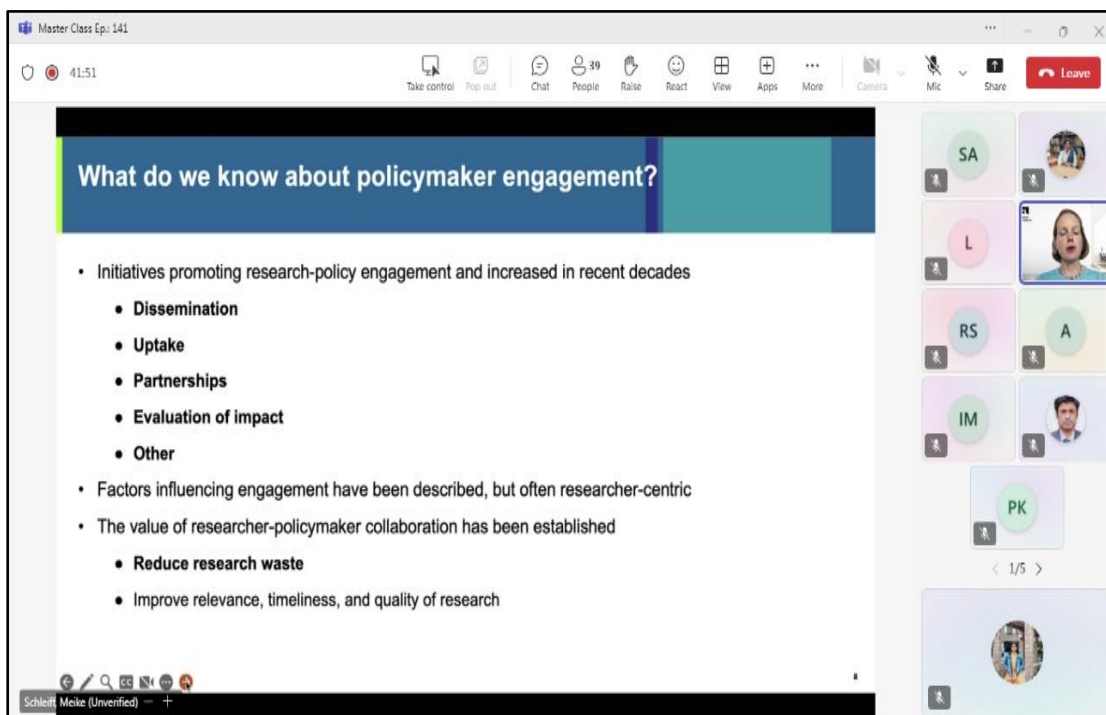 Master Class Ep.: 141
41:51
Take control
Pop out
Chat
39
People
Raise
React
View
Apps
More
Camera
Mic
Share
Leave
What do we know about policymaker engagement?
• Initiatives promoting research-policy engagement and increased in recent decades
• Dissemination
• Uptake
• Partnerships
• Evaluation of impact
• Other
• Factors influencing engagement have been described, but often researcher-centric
• The value of researcher-policymaker collaboration has been established
• Reduce research waste
• Improve relevance, timeliness, and quality of research
8
CC
Schleiff, Meike (Unverified)
SA
L
RS
A
IM
PK
1/5